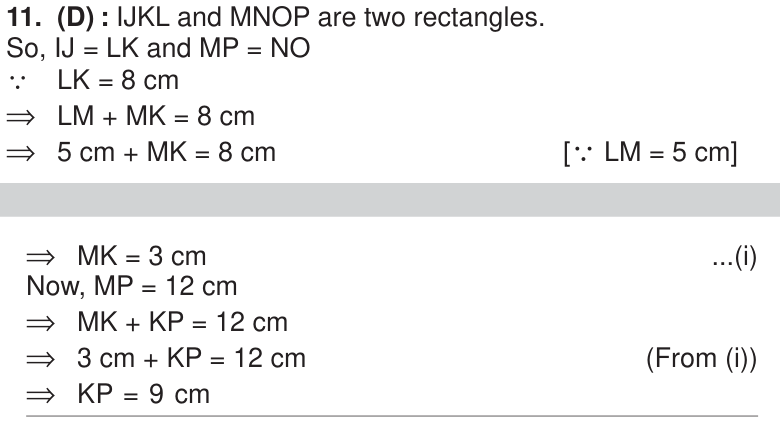 11. (D) : IJKL and MNOP are two rectangles.
So, IJ = LK and MP = NO
∵ LK = 8 cm
⇒ LM + MK = 8 cm
⇒ 5 cm + MK = 8 cm [∵ LM = 5 cm]
⇒ MK = 3 cm ...(i)
Now, MP = 12 cm
⇒ MK + KP = 12 cm
⇒ 3 cm + KP = 12 cm (From (i))
⇒ KP = 9 cm